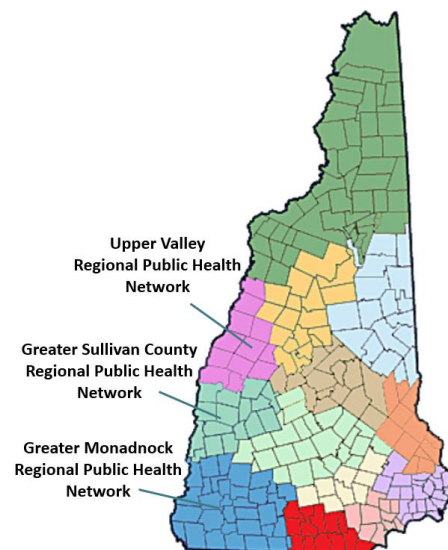 Upper Valley
Regional Public Health
Network
Greater Sullivan County
Regional Public Health
Network
Greater Monadnock
Regional Public Health
Network